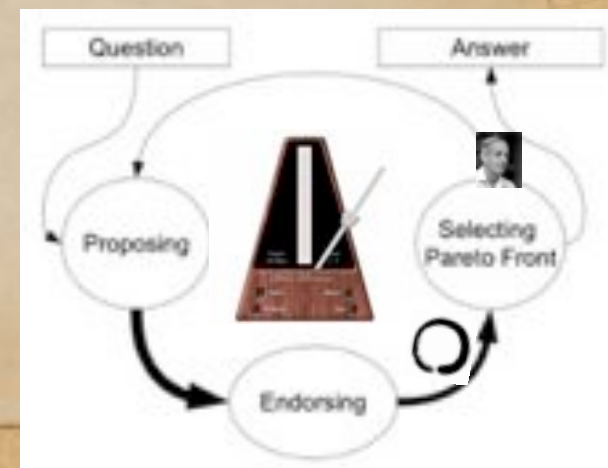 Question
Answer
Proposing
Selecting
Pareto Front
Endorsing